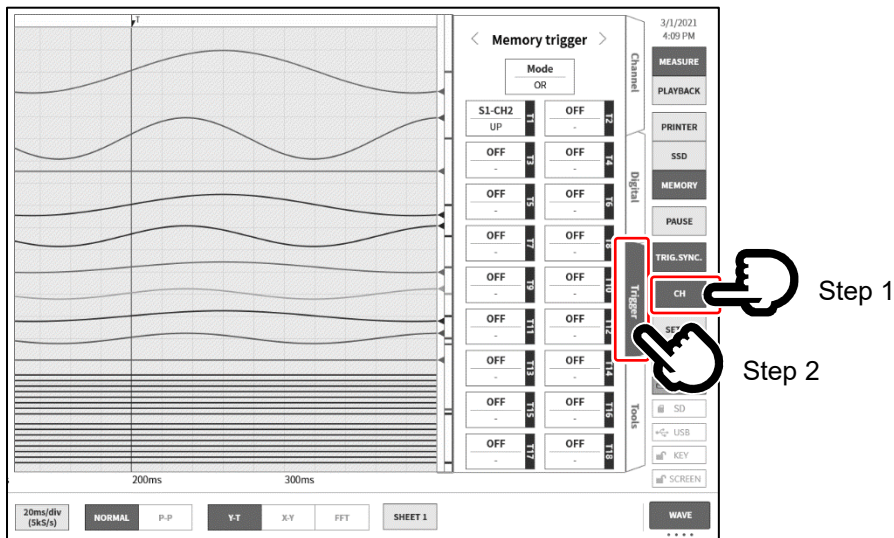 T
200ms
300ms
Memory trigger
Mode
OR
S1-CH2
UP
T1
OFF
-
T2
OFF
-
T3
OFF
-
T4
OFF
-
T5
OFF
-
T6
OFF
-
T7
OFF
-
T8
OFF
-
T9
OFF
-
T10
OFF
-
T11
OFF
-
T12
OFF
-
T13
OFF
-
T14
OFF
-
T15
OFF
-
T16
OFF
-
T17
OFF
-
T18
Channel
Digital
Trigger
Tools
3/1/2021
4:09 PM
MEASURE
PLAYBACK
PRINTER
SSD
MEMORY
PAUSE
TRIG.SYNC.
CH
Step 1
Step 2
SD
USB
KEY
SCREEN
20ms/div
(5kS/s)
NORMAL
P-P
Y-T
X-Y
FFT
SHEET 1
WAVE